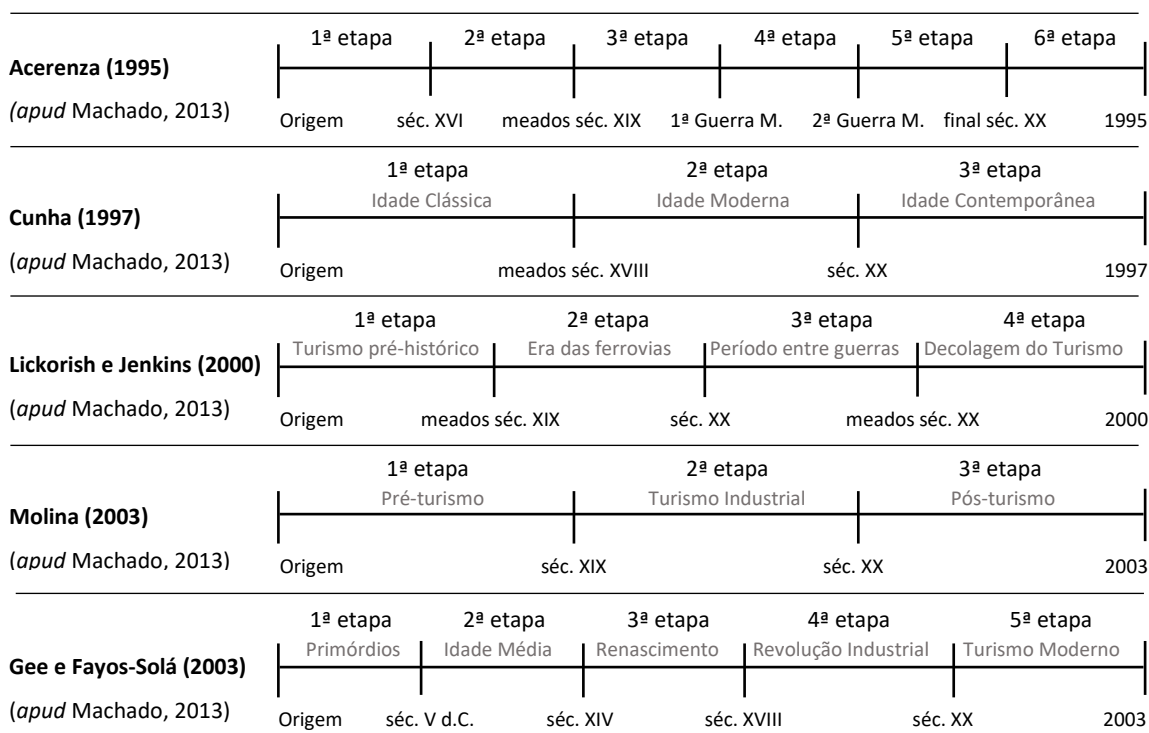 1ª etapa 2ª etapa 3ª etapa 4ª etapa 5ª etapa 6ª etapa
Acerenza (1995)
(apud Machado, 2013)
Origem séc. XVI meados séc. XIX 1ª Guerra M. 2ª Guerra M. final séc. XX 1995
1ª etapa 2ª etapa 3ª etapa
Idade Clássica Idade Moderna Idade Contemporânea
Cunha (1997)
(apud Machado, 2013)
Origem meados séc. XVIII séc. XX 1997
1ª etapa 2ª etapa 3ª etapa 4ª etapa
Turismo pré-histórico Era das ferrovias Período entre guerras Decolagem do Turismo
Lickorish e Jenkins (2000)
(apud Machado, 2013)
Origem meados séc. XIX séc. XX meados séc. XX 2000
1ª etapa 2ª etapa 3ª etapa
Pré-turismo Turismo Industrial Pós-turismo
Molina (2003)
(apud Machado, 2013)
Origem séc. XIX séc. XX 2003
1ª etapa 2ª etapa 3ª etapa 4ª etapa 5ª etapa
Primórdios Idade Média Renascimento Revolução Industrial Turismo Moderno
Gee e Fayos-Solá (2003)
(apud Machado, 2013)
Origem séc. V d.C. séc. XIV séc. XVIII séc. XX 2003